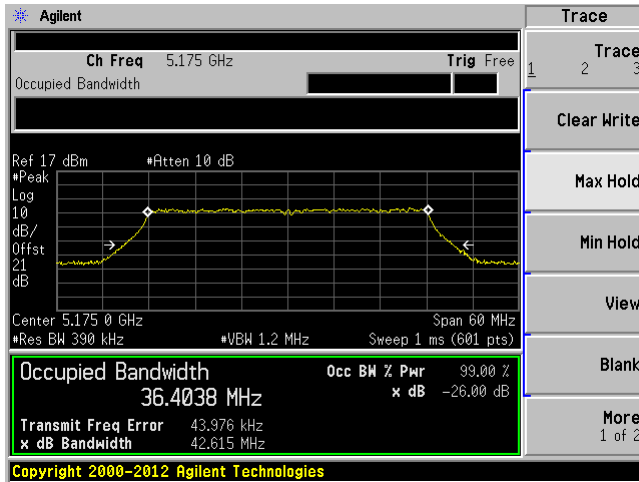 Agilent
Trace
Ch Freq 5.175 GHz
Trig Free
Occupied Bandwidth
Trace
1 2 3
Clear Write
Max Hold
Min Hold
View
Blank
More
1 of 2
Ref 17 dBm
#Atten 10 dB
#Peak
Log
10
dB/
Offst
21
dB
Center 5.175 0 GHz
Span 60 MHz
#Res BW 390 kHz
#VBW 1.2 MHz
Sweep 1 ms (601 pts)
Occupied Bandwidth
36.4038 MHz
Occ BW % Pwr 99.00 %
x dB -26.00 dB
Transmit Freq Error 43.976 kHz
x dB Bandwidth 42.615 MHz
Copyright 2000-2012 Agilent Technologies